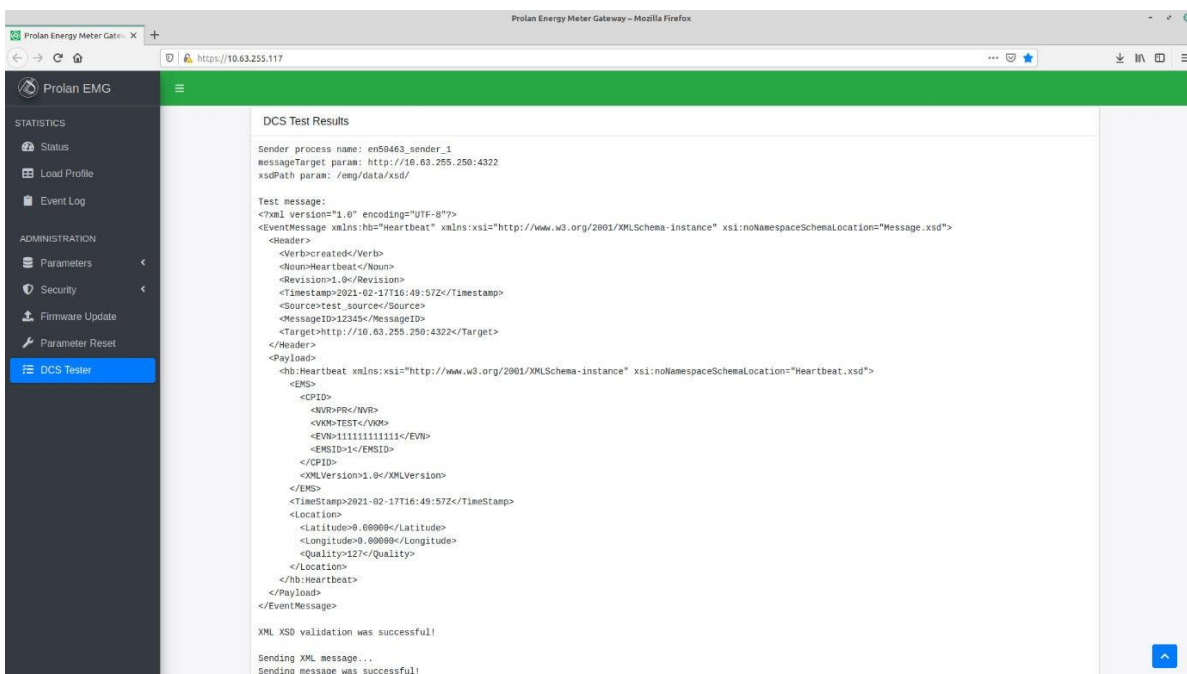 Prolan Energy Meter Gateway – Mozilla Firefox
Prolan Energy Meter Gatew
https://10.63.255.117
Prolan EMG
STATISTICS
Status
Load Profile
Event Log
ADMINISTRATION
Parameters
Security
Firmware Update
Parameter Reset
DCS Tester
DCS Test Results
Sender process name: en50463_sender_1
messageTarget param: http://10.63.255.250:4322
xsdPath param: /emg/data/xsd/
Test message:
<?xml version="1.0" encoding="UTF-8"?>
<EventMessage xmlns:hb="Heartbeat" xmlns:xsi="http://www.w3.org/2001/XMLSchema-instance" xsi:noNamespaceSchemaLocation="Message.xsd">
<Header>
<Verb>created</Verb>
<Noun>Heartbeat</Noun>
<Revision>1.0</Revision>
<Timestamp>2021-02-17T16:49:57Z</Timestamp>
<Source>test_source</Source>
<MessageID>12345</MessageID>
<Target>http://10.63.255.250:4322</Target>
</Header>
<Payload>
<hb:Heartbeat xmlns:xsi="http://www.w3.org/2001/XMLSchema-instance" xsi:noNamespaceSchemaLocation="Heartbeat.xsd">
<EMS>
<CPID>
<NVR>PR</NVR>
<VKM>TEST</VKM>
<EVN>111111111111</EVN>
<EMSID>1</EMSID>
</CPID>
<XMLVersion>1.0</XMLVersion>
</EMS>
<TimeStamp>2021-02-17T16:49:57Z</TimeStamp>
<Location>
<Latitude>0.00000</Latitude>
<Longitude>0.00000</Longitude>
<Quality>127</Quality>
</Location>
</hb:Heartbeat>
</Payload>
</EventMessage>
XML XSD validation was successful!
Sending XML message...
Sending message was successful!